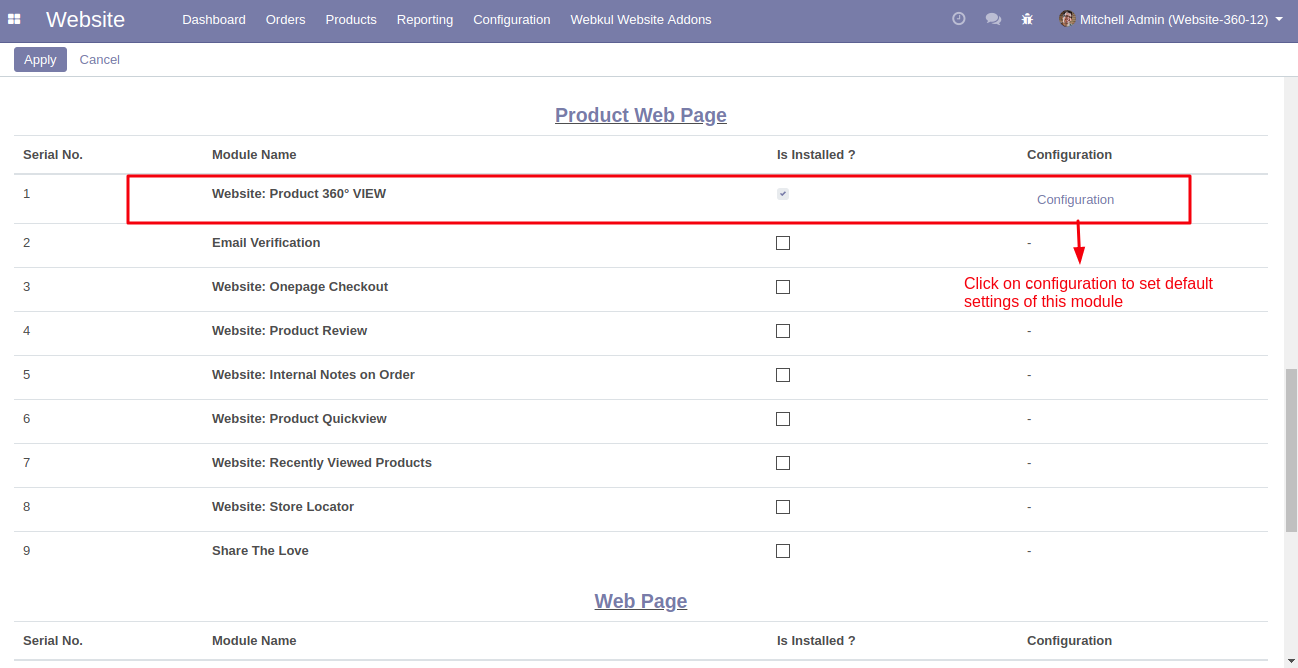 Website Dashboard Orders Products Reporting Configuration Webkul Website Addons Mitchell Admin (Website-360-12)
Apply Cancel
Product Web Page
Serial No. Module Name Is Installed ? Configuration
1 Website: Product 360° VIEW Configuration
2 Email Verification -
3 Website: Onepage Checkout
Click on configuration to set default
settings of this module
4 Website: Product Review -
5 Website: Internal Notes on Order -
6 Website: Product Quickview -
7 Website: Recently Viewed Products -
8 Website: Store Locator -
9 Share The Love -
Web Page
Serial No. Module Name Is Installed ? Configuration